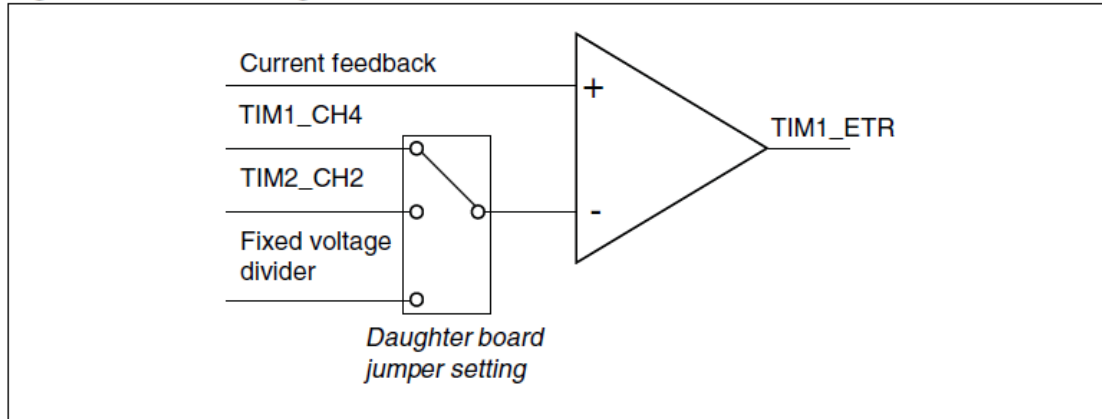 Current feedback
TIM1_CH4
TIM2_CH2
Fixed voltage
divider
+
-
TIM1_ETR
Daughter board
jumper setting